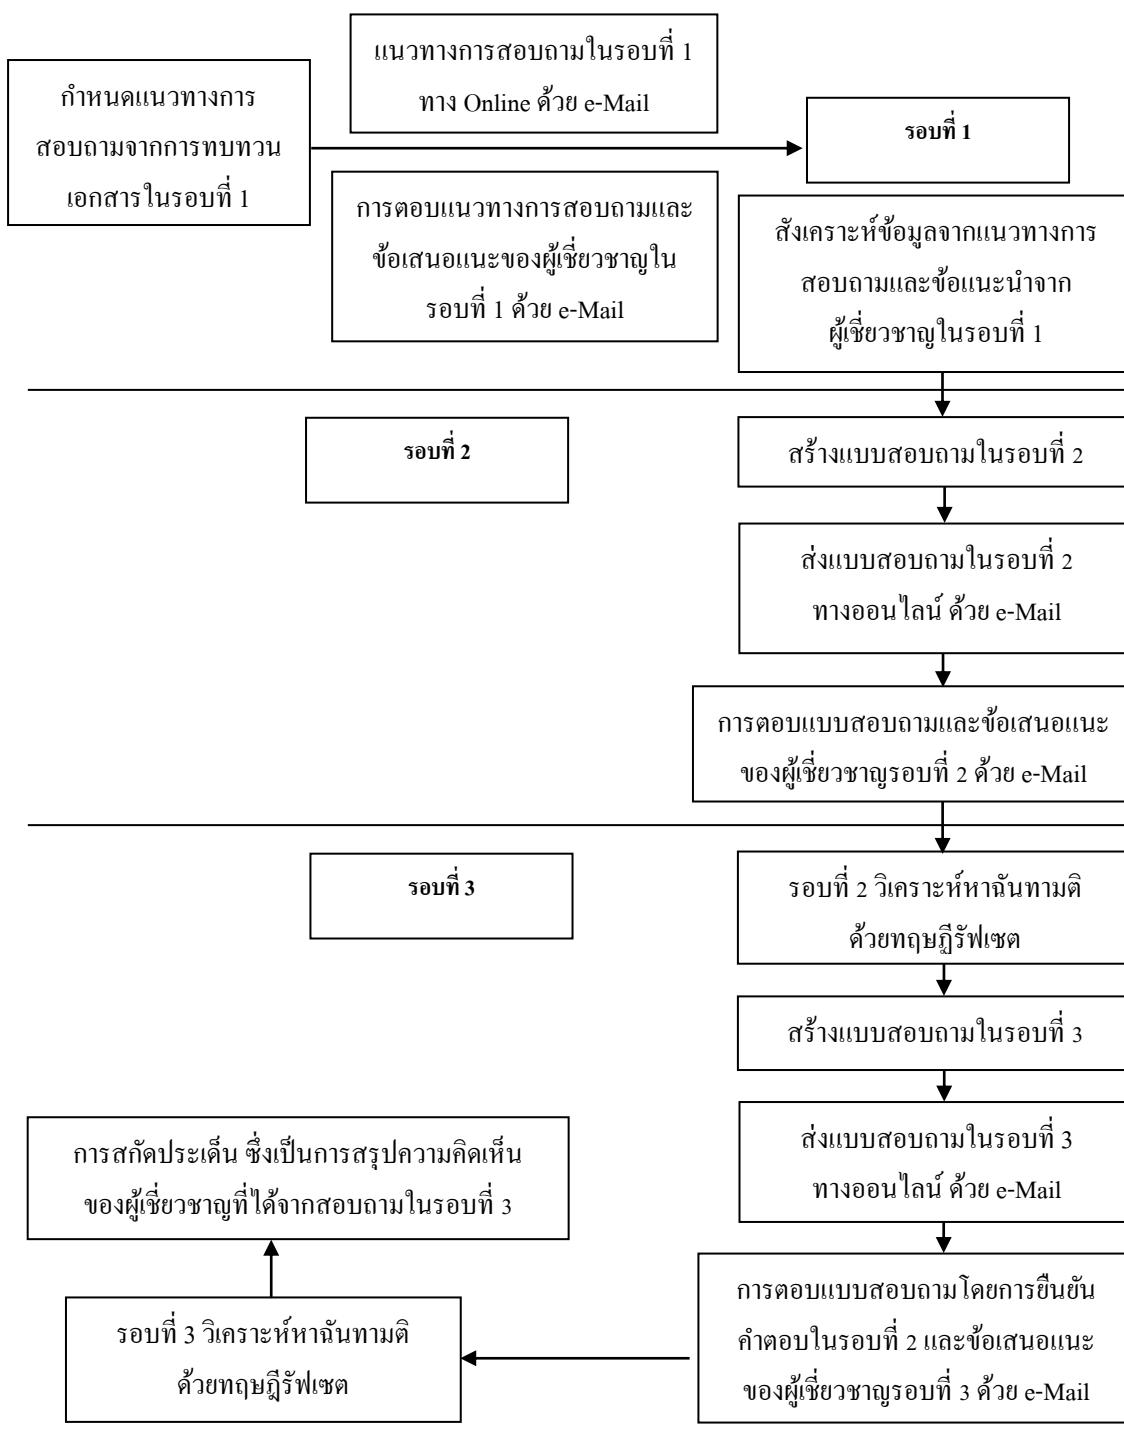 กำหนดแนวทางการ
สอบถามจากการทบทวน
เอกสารในรอบที่ 1
แนวทางการสอบถามในรอบที่ 1
ทาง Online ด้วย e-Mail
การตอบแนวทางการสอบถามและ
ข้อเสนอแนะของผู้เชี่ยวชาญใน
รอบที่ 1 ด้วย e-Mail
รอบที่ 1
สังเคราะห์ข้อมูลจากแนวทางการ
สอบถามและข้อแนะนำจาก
ผู้เชี่ยวชาญในรอบที่ 1
รอบที่ 2
สร้างแบบสอบถามในรอบที่ 2
ส่งแบบสอบถามในรอบที่ 2
ทางออนไลน์ ด้วย e-Mail
การตอบแบบสอบถามและข้อเสนอแนะ
ของผู้เชี่ยวชาญรอบที่ 2 ด้วย e-Mail
รอบที่ 3
รอบที่ 2 วิเคราะห์หาฉันทามติ
ด้วยทฤษฎีรัฟเซต
สร้างแบบสอบถามในรอบที่ 3
ส่งแบบสอบถามในรอบที่ 3
ทางออนไลน์ ด้วย e-Mail
การตอบแบบสอบถามโดยการยืนยัน
คำตอบในรอบที่ 2 และข้อเสนอแนะ
ของผู้เชี่ยวชาญรอบที่ 3 ด้วย e-Mail
รอบที่ 3 วิเคราะห์หาฉันทามติ
ด้วยทฤษฎีรัฟเซต
การสกัดประเด็น ซึ่งเป็นการสรุปความคิดเห็น
ของผู้เชี่ยวชาญที่ได้จากสอบถามในรอบที่ 3